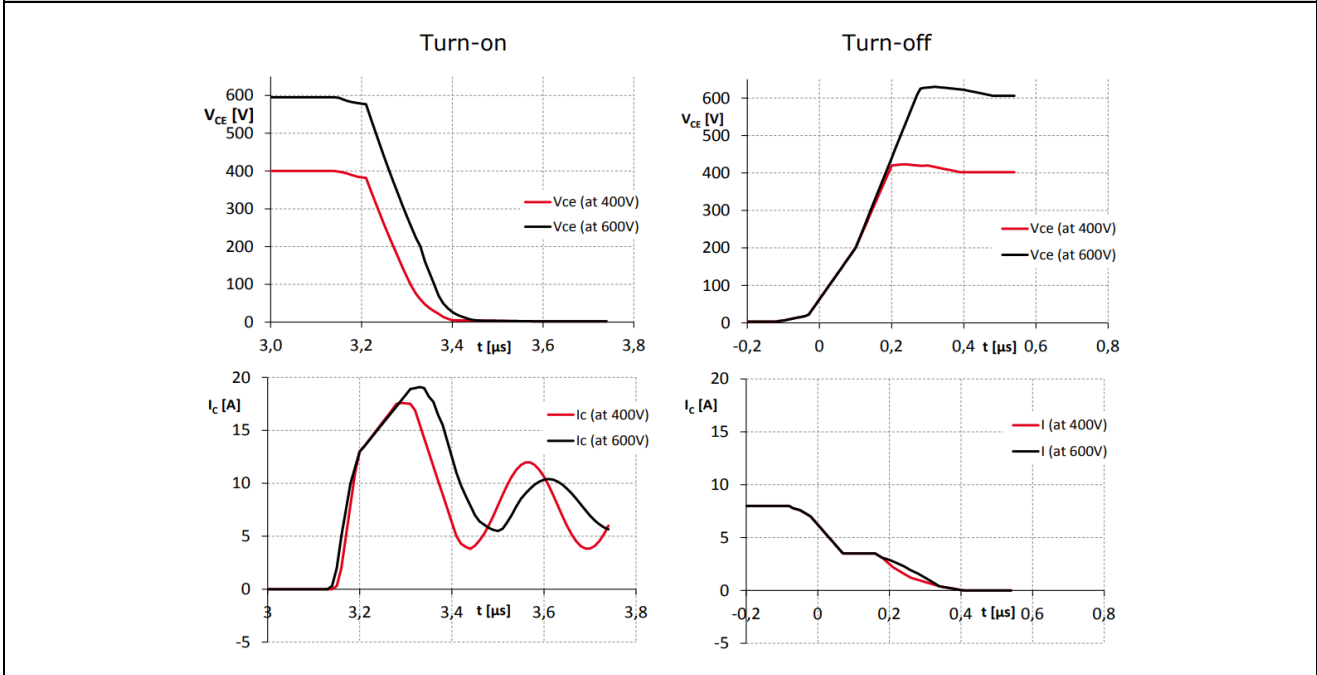 Turn-on
600
V_CE [V]
500
400
300
200
100
0
Vce (at 400V)
Vce (at 600V)
3,0 3,2 3,4 t [µs] 3,6 3,8
20
I_C [A]
15
10
5
0
-5
Ic (at 400V)
Ic (at 600V)
3 3,2 3,4 t [µs] 3,6 3,8
Turn-off
600
V_CE [V]
500
400
300
200
100
0
Vce (at 400V)
Vce (at 600V)
-0,2 0 0,2 0,4 t [µs] 0,6 0,8
20
I_C [A]
15
10
5
0
-5
I (at 400V)
I (at 600V)
-0,2 0 0,2 0,4 t [µs] 0,6 0,8